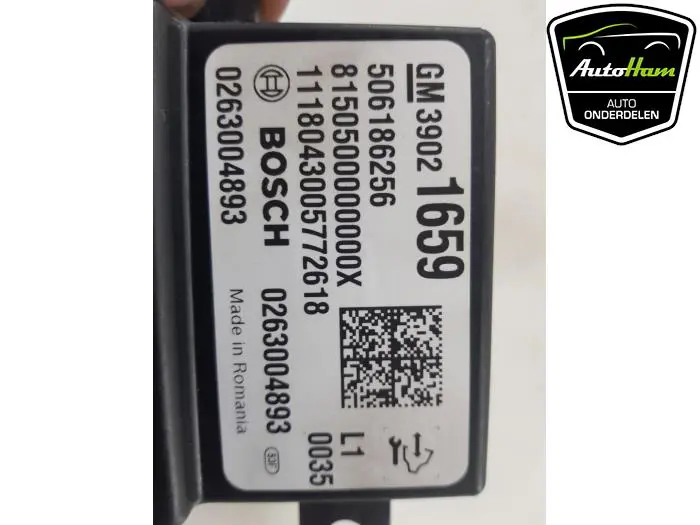 GM 3902 1659
506186256
8150500000000X
1118043005772618
BOSCH 0263004893
0263004893
Made in Romania
L1
0035
AutoHam
AUTO
ONDERDELEN